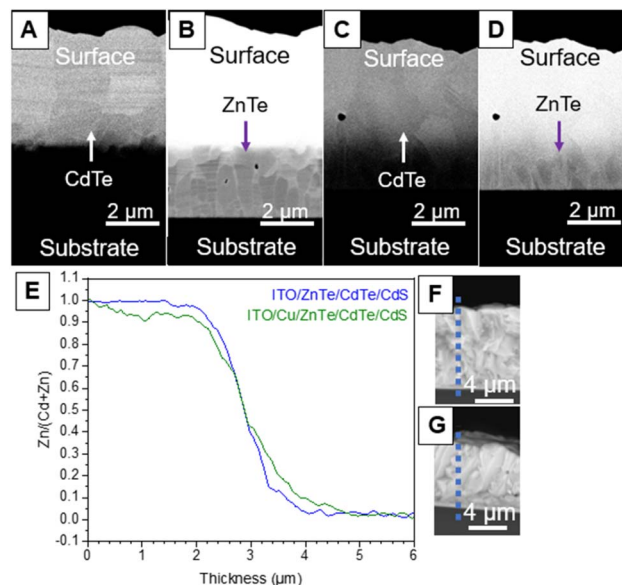 A
Surface
CdTe
2 μm
Substrate
B
Surface
ZnTe
2 μm
Substrate
C
Surface
CdTe
2 μm
Substrate
D
Surface
ZnTe
2 μm
Substrate
E
ITO/ZnTe/CdTe/CdS
ITO/Cu/ZnTe/CdTe/CdS
Zn/(Cd+Zn)
1.1
1.0
0.9
0.8
0.7
0.6
0.5
0.4
0.3
0.2
0.1
0.0
-0.1
0 1 2 3 4 5 6
Thickness (μm)
F
4 μm
G
4 μm